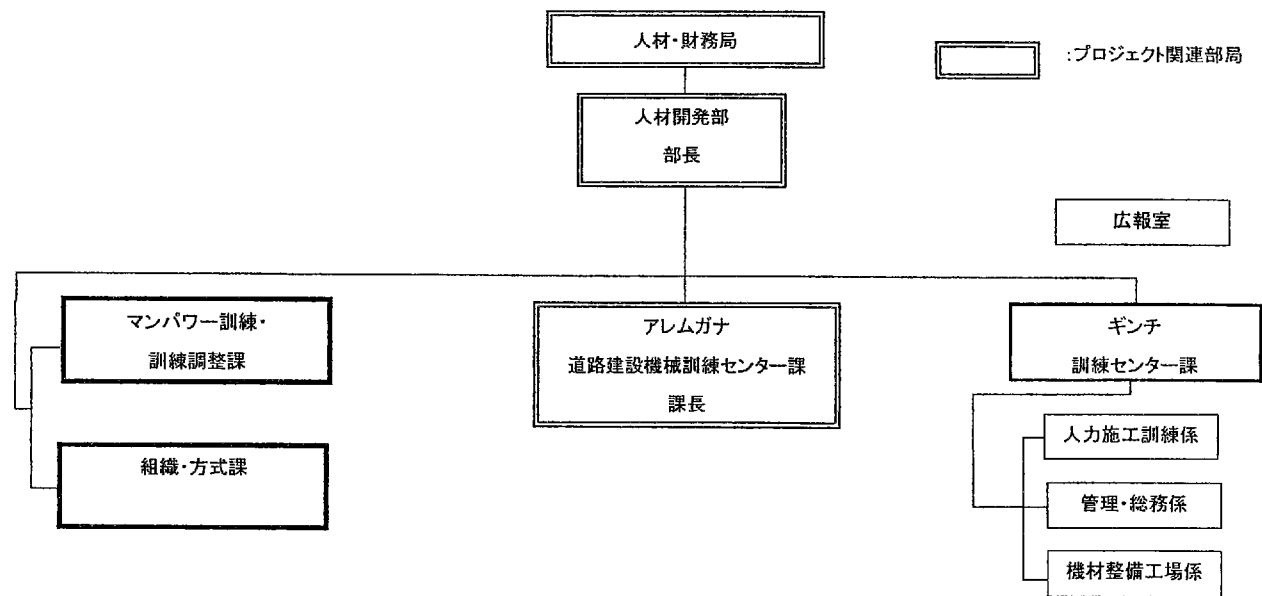 人材・財務局
:プロジェクト関連部局
人材開発部
部長
広報室
マンパワー訓練・
訓練調整課
アレムガナ
道路建設機械訓練センター課
課長
ギンチ
訓練センター課
組織・方式課
人力施工訓練係
管理・総務係
機材整備工場係